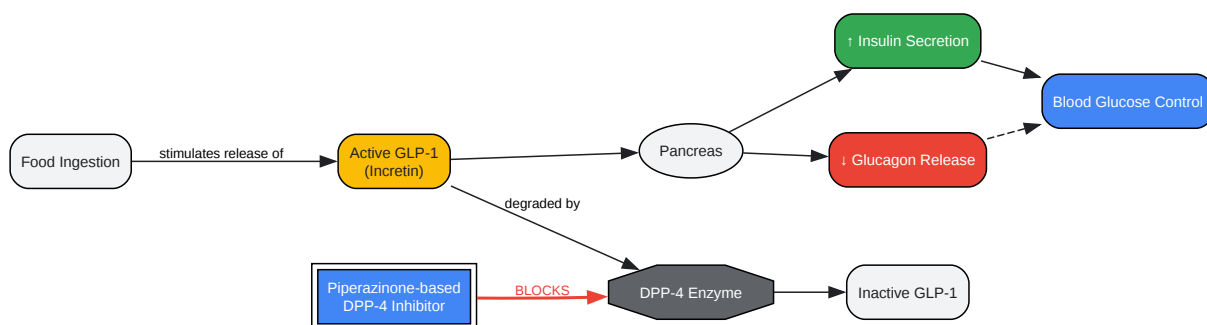 Food Ingestion
stimulates release of
Active GLP-1
(Incretin)
Pancreas
↑ Insulin Secretion
↓ Glucagon Release
Blood Glucose Control
degraded by
Piperazinone-based
DPP-4 Inhibitor
BLOCKS
DPP-4 Enzyme
Inactive GLP-1